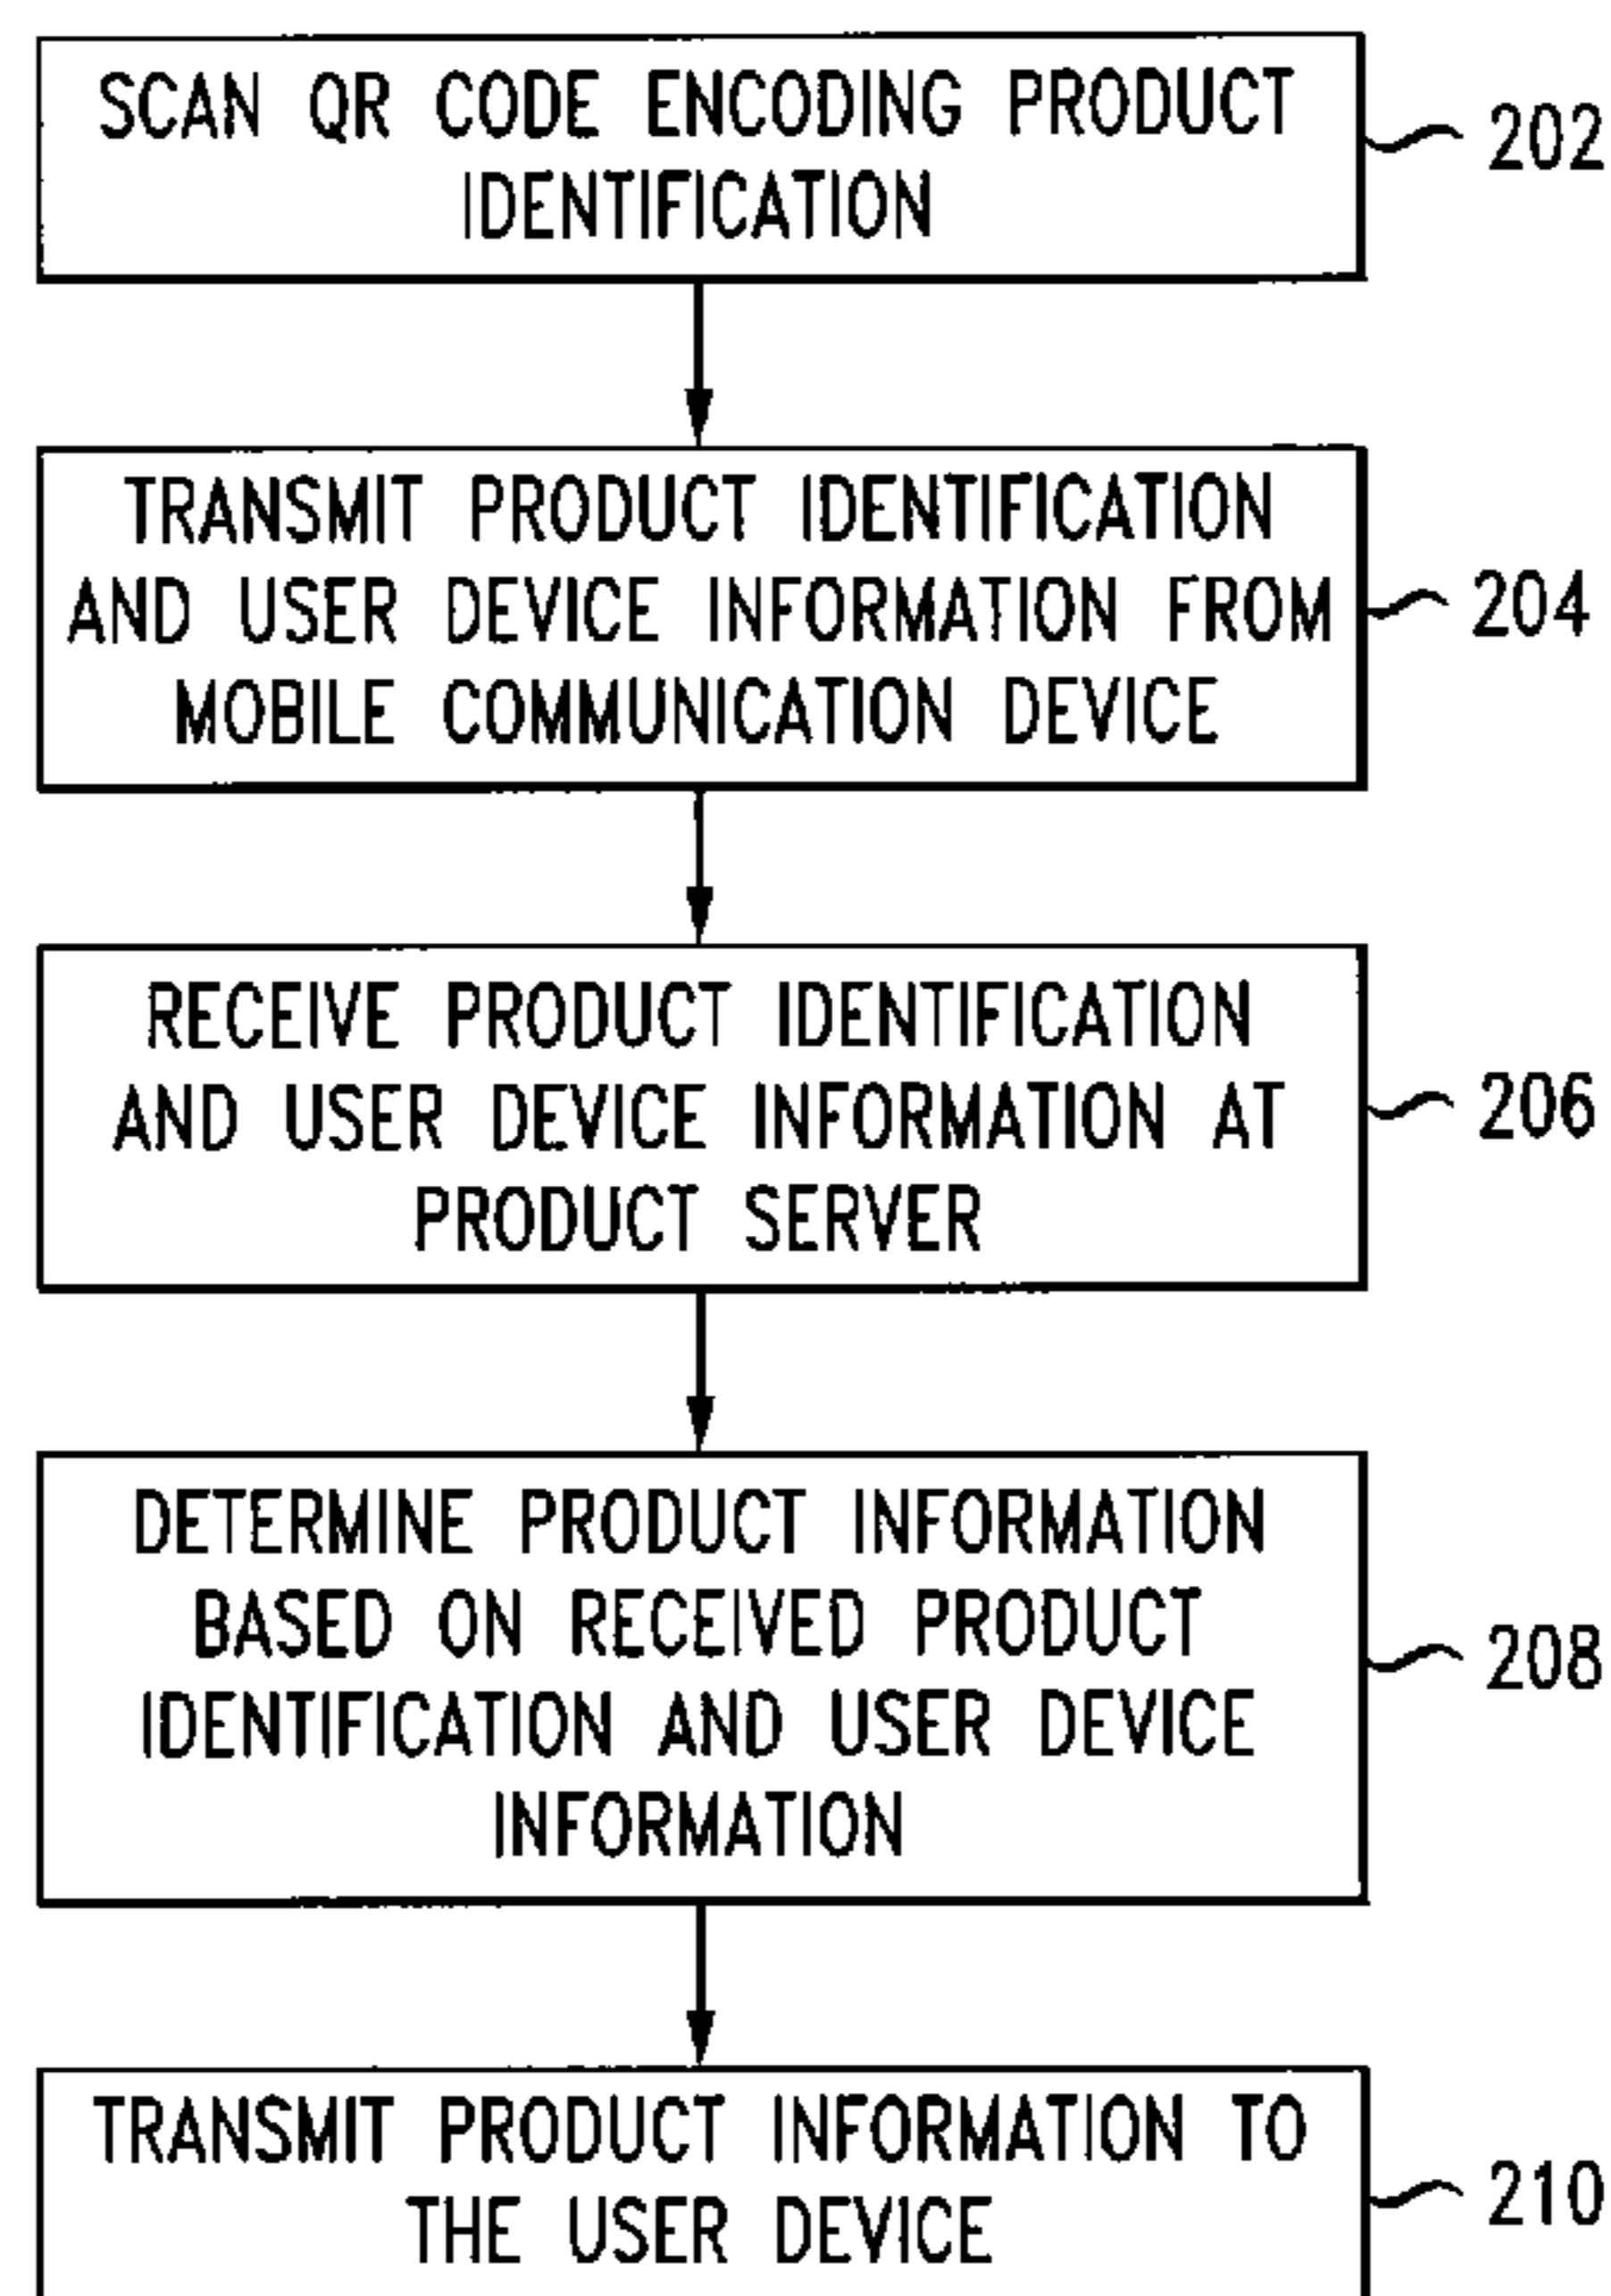 SCAN QR CODE ENCODING PRODUCT
IDENTIFICATION
202
TRANSMIT PRODUCT IDENTIFICATION
AND USER DEVICE INFORMATION FROM
MOBILE COMMUNICATION DEVICE
204
RECEIVE PRODUCT IDENTIFICATION
AND USER DEVICE INFORMATION AT
PRODUCT SERVER
206
DETERMINE PRODUCT INFORMATION
BASED ON RECEIVED PRODUCT
IDENTIFICATION AND USER DEVICE
INFORMATION
208
TRANSMIT PRODUCT INFORMATION TO
THE USER DEVICE
210